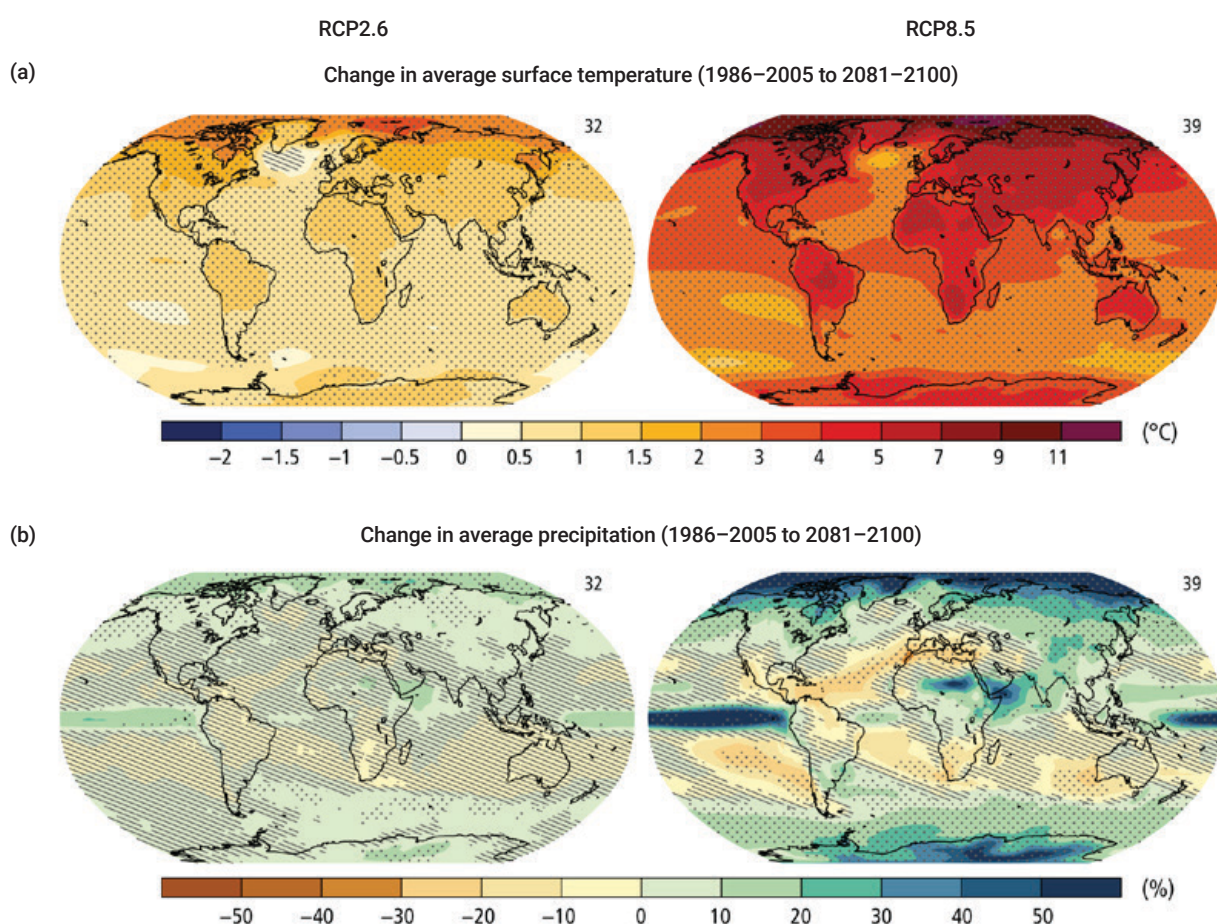 RCP2.6 RCP8.5
(a) Change in average surface temperature (1986–2005 to 2081–2100)
32 39
−2 −1.5 −1 −0.5 0 0.5 1 1.5 2 3 4 5 7 9 11 (°C)
(b) Change in average precipitation (1986–2005 to 2081–2100)
32 39
−50 −40 −30 −20 −10 0 10 20 30 40 50 (%)